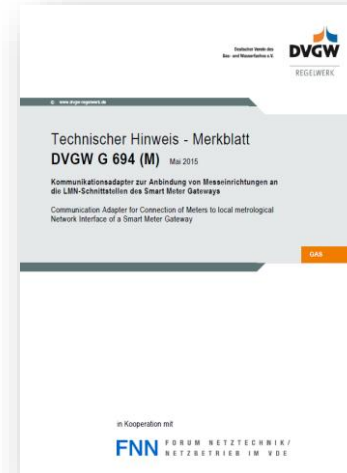 Deutscher Verein des
Gas- und Wasserfaches e.V.
DVGW
REGELWERK
© www.dvgw-regelwerk.de
Technischer Hinweis - Merkblatt
DVGW G 694 (M) Mai 2015
Kommunikationsadapter zur Anbindung von Messeinrichtungen an
die LMN-Schnittstellen des Smart Meter Gateways
Communication Adapter for Connection of Meters to local metrological
Network Interface of a Smart Meter Gateway
GAS
in Kooperation mit
FNN FORUM NETZTECHNIK/
NETZBETRIEB IM VDE